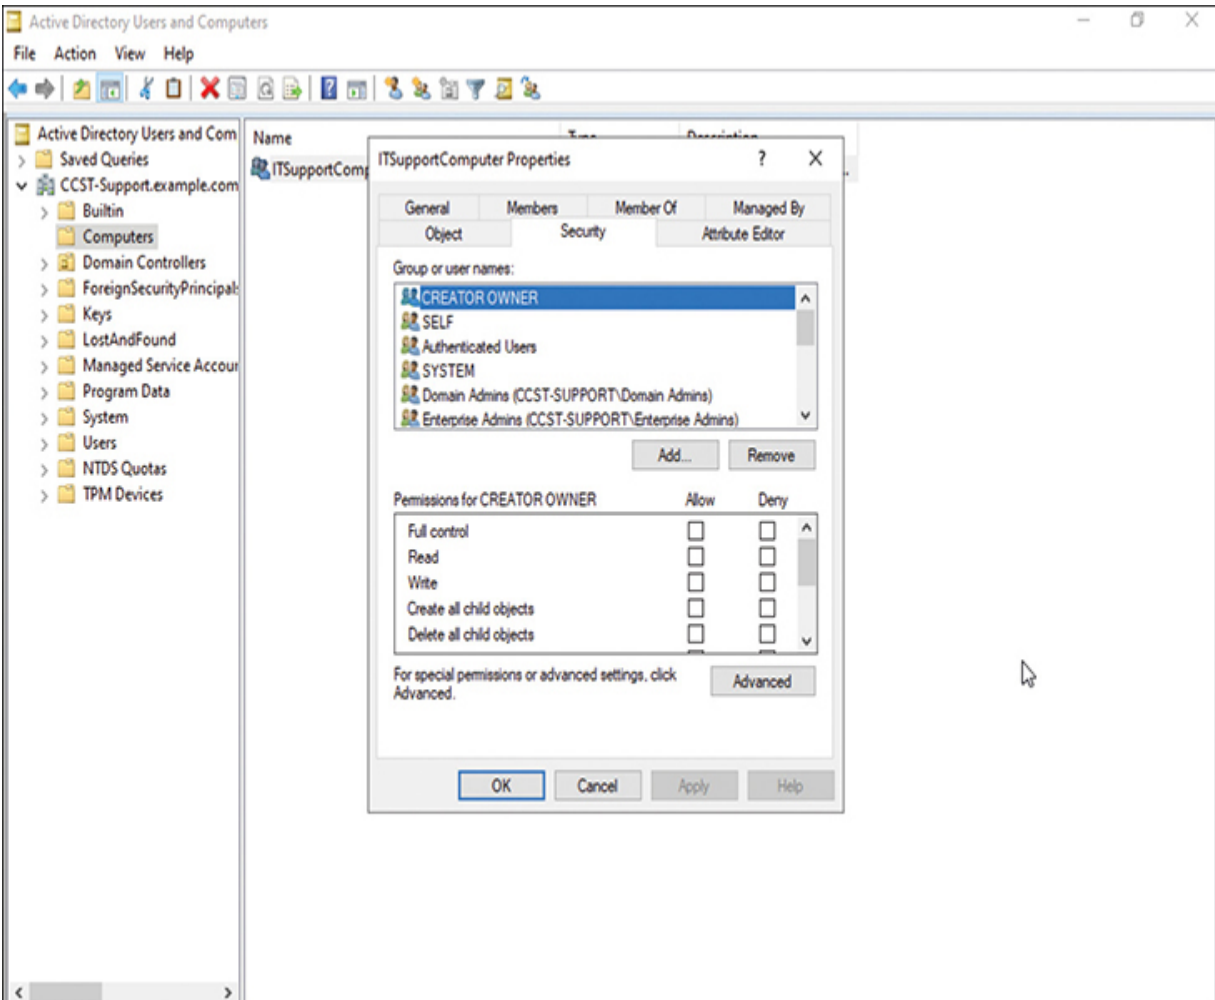 Active Directory Users and Computers
File Action View Help
Active Directory Users and Com
Saved Queries
CCST-Support.example.com
Builtin
Computers
Domain Controllers
ForeignSecurityPrincipals
Keys
LostAndFound
Managed Service Accour
Program Data
System
Users
NTDS Quotas
TPM Devices
Name Type Description
ITSupportComp
ITSupportComputer Properties
General Members Member Of Managed By
Object Security Attribute Editor
Group or user names:
CREATOR OWNER
SELF
Authenticated Users
SYSTEM
Domain Admins (CCST-SUPPORT\Domain Admins)
Enterprise Admins (CCST-SUPPORT\Enterprise Admins)
Add... Remove
Permissions for CREATOR OWNER Allow Deny
Full control
Read
Write
Create all child objects
Delete all child objects
For special permissions or advanced settings, click
Advanced.
Advanced
OK Cancel Apply Help